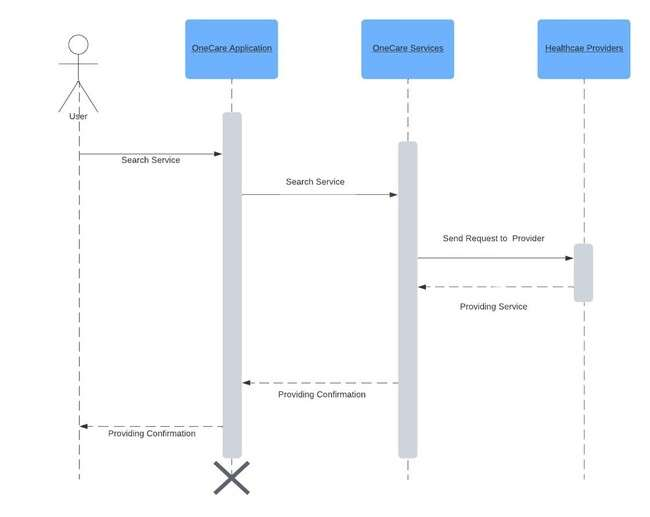 OneCare Application
OneCare Services
Healthcae Providers
User
Search Service
Search Service
Send Request to Provider
Providing Service
Providing Confirmation
Providing Confirmation